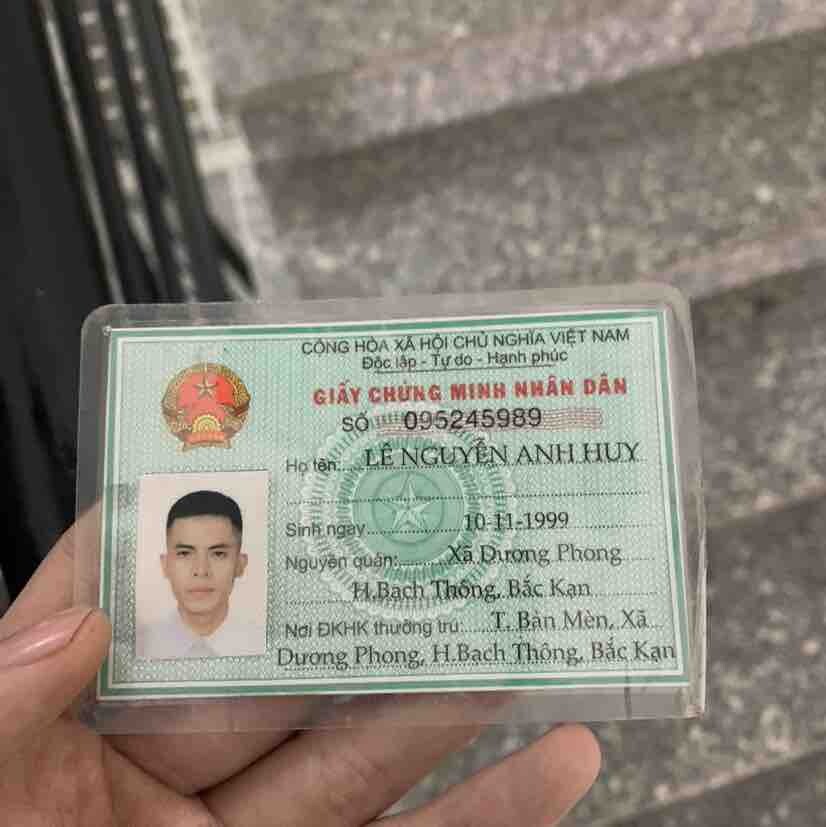 CỘNG HÒA XÃ HỘI CHỦ NGHĨA VIỆT NAM
Độc lập - Tự do - Hạnh phúc
GIẤY CHỨNG MINH NHÂN DÂN
SỐ 095245989
Họ tên: LÊ NGUYỄN ANH HUY
Sinh ngày 10-11-1999
Nguyên quán: Xã Dương Phong
H.Bạch Thông, Bắc Kạn
Nơi ĐKHK thường trú: T. Bản Mèn, Xã
Dương Phong, H.Bạch Thông, Bắc Kạn